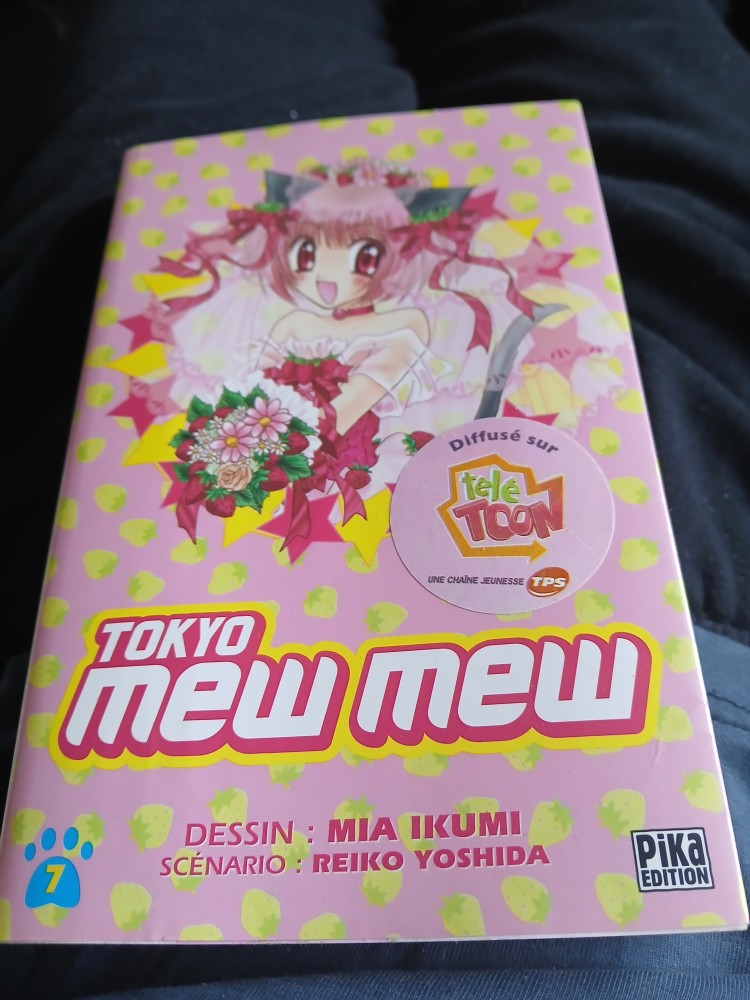 Diffusé sur
télé
TOON
UNE CHAÎNE JEUNESSE TPS
TOKYO
mew mew
DESSIN : MIA IKUMI
SCÉNARIO : REIKO YOSHIDA
7
PiKa
EDITION